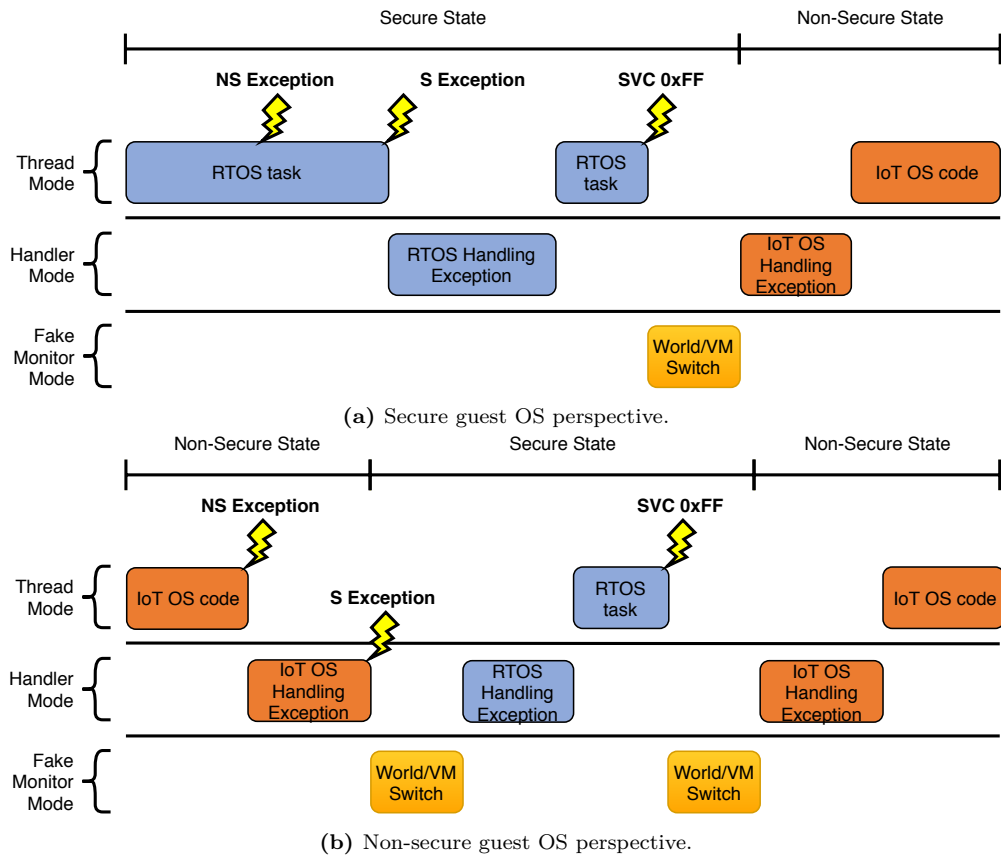 Secure State
Non-Secure State
NS Exception
S Exception
SVC 0xFF
Thread
Mode
RTOS task
RTOS
task
IoT OS code
Handler
Mode
RTOS Handling
Exception
IoT OS
Handling
Exception
Fake
Monitor
Mode
World/VM
Switch
(a) Secure guest OS perspective.
Non-Secure State
Secure State
Non-Secure State
NS Exception
SVC 0xFF
Thread
Mode
IoT OS code
S Exception
RTOS
task
IoT OS code
Handler
Mode
IoT OS
Handling
Exception
RTOS
Handling
Exception
IoT OS
Handling
Exception
Fake
Monitor
Mode
World/VM
Switch
World/VM
Switch
(b) Non-secure guest OS perspective.